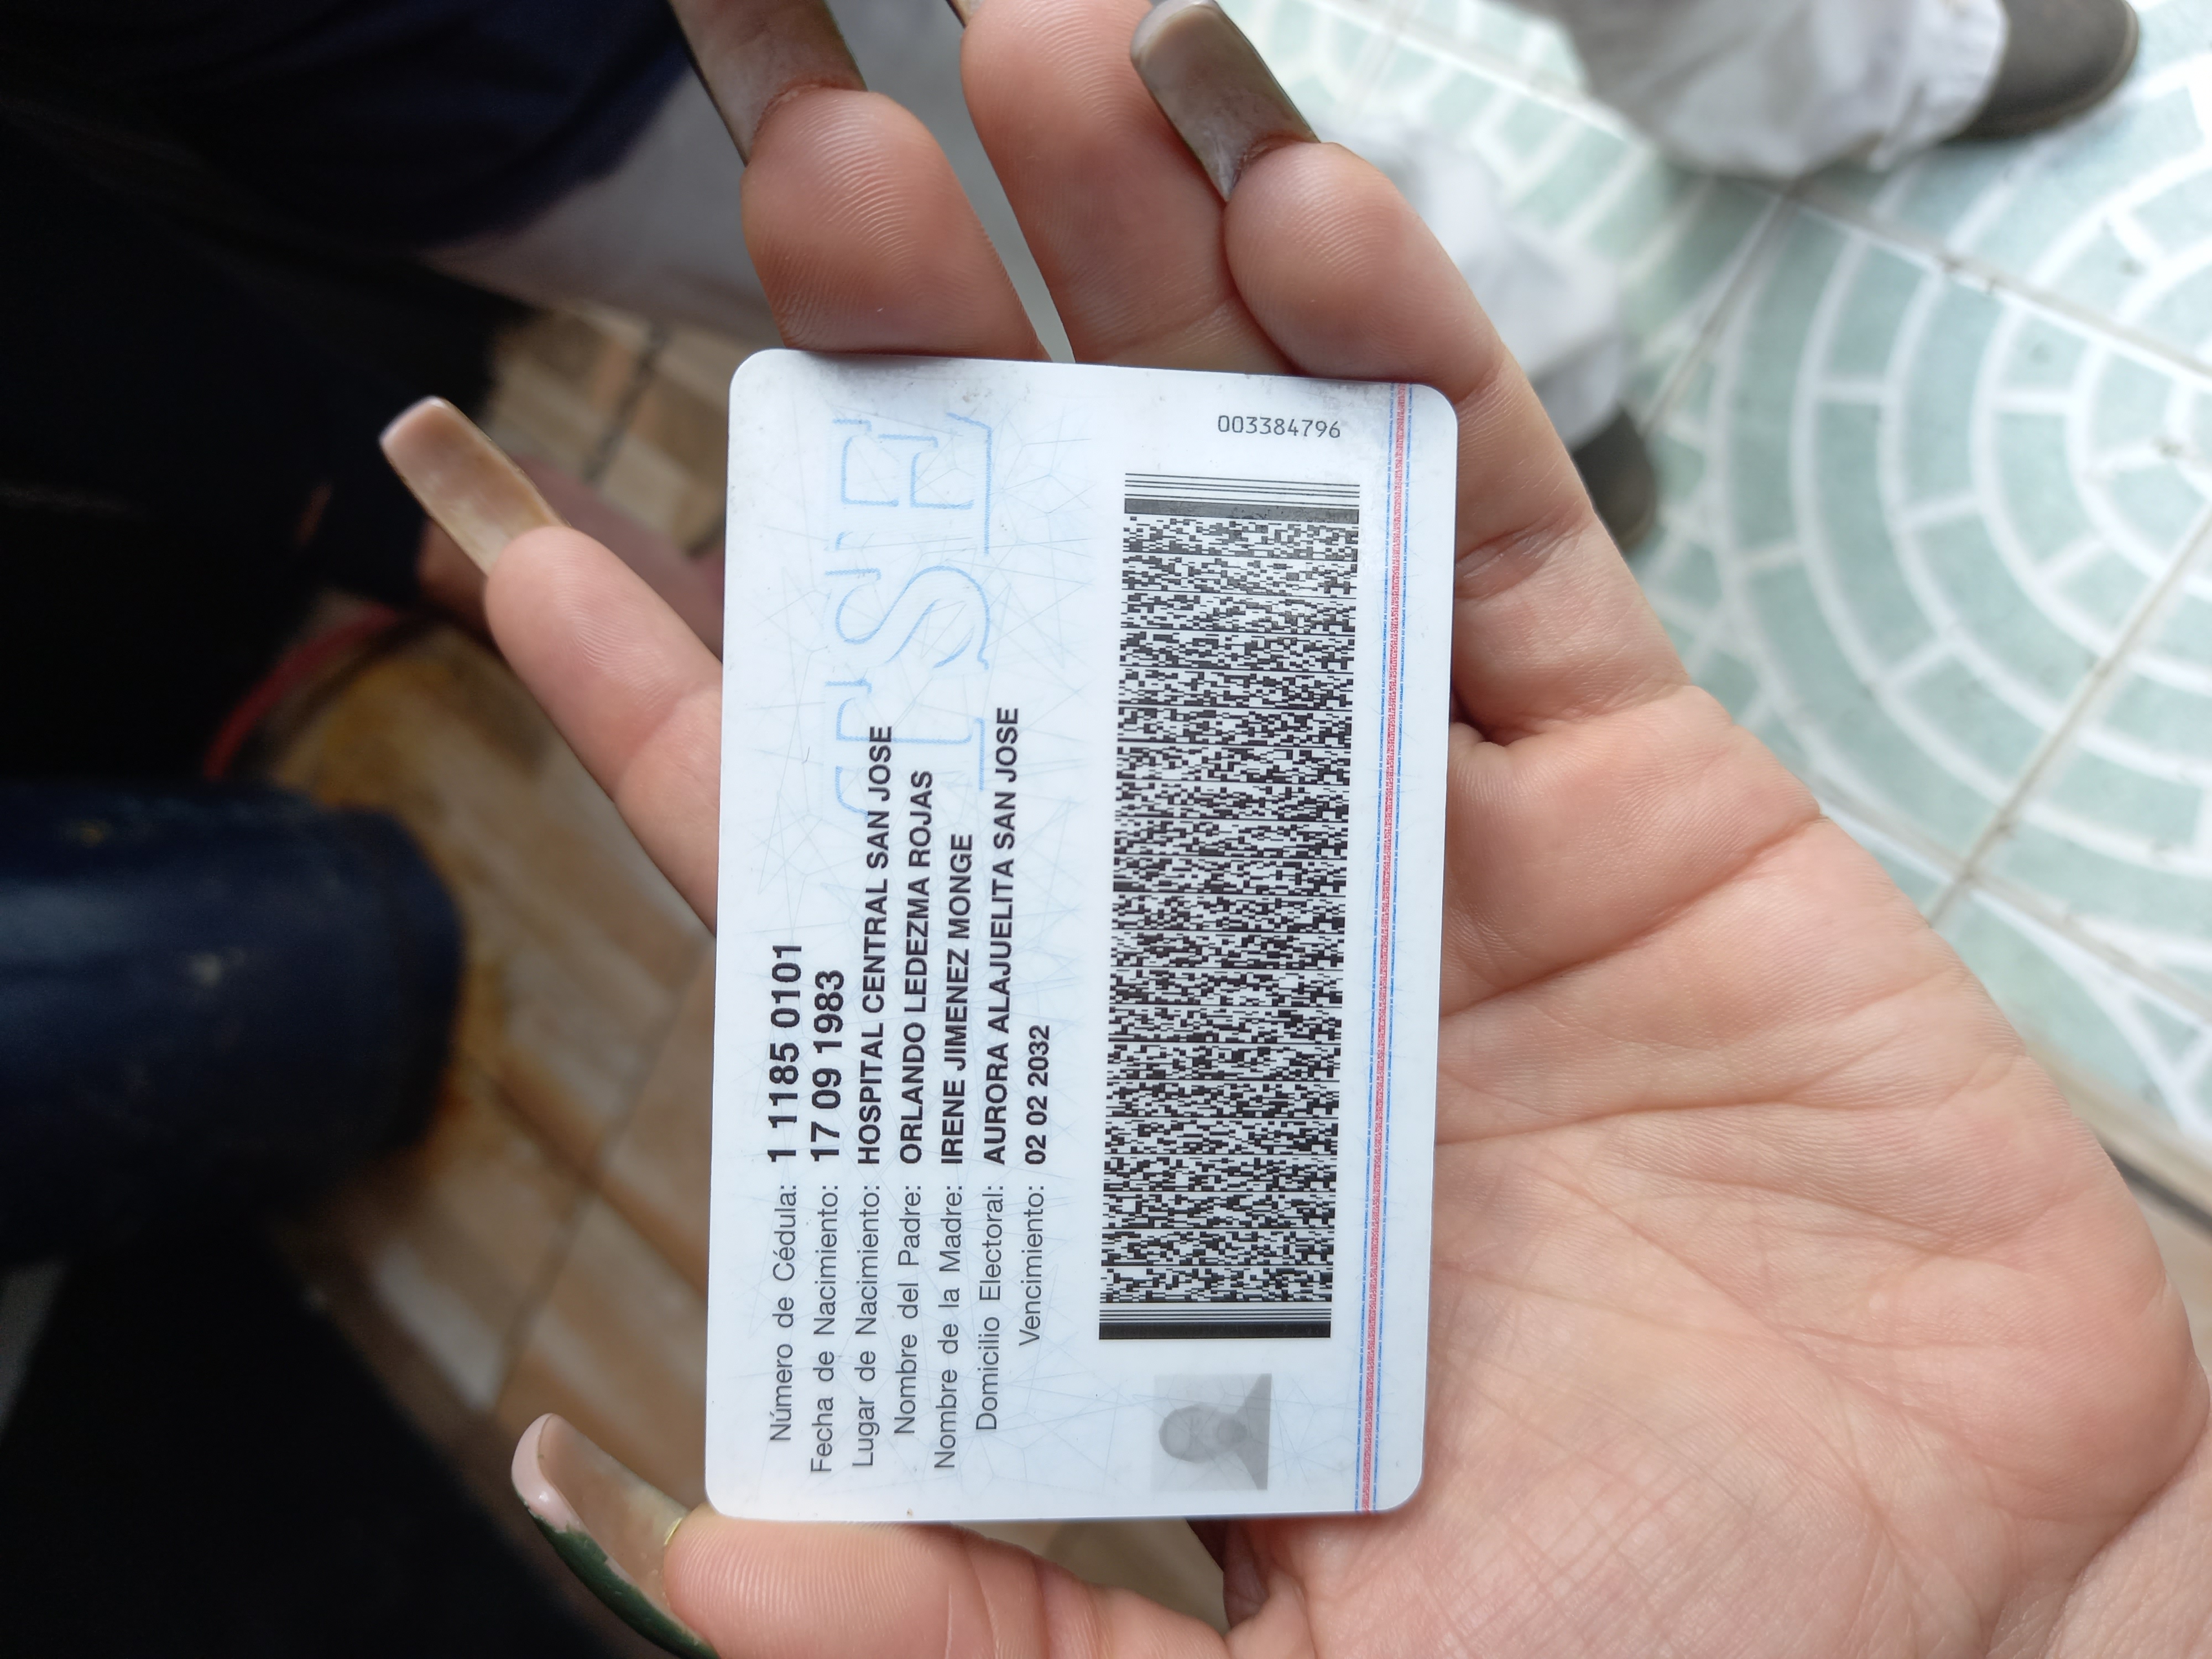 Número de Cédula: 1 1185 0101
Fecha de Nacimiento: 17 09 1983
Lugar de Nacimiento: HOSPITAL CENTRAL SAN JOSE
Nombre del Padre: ORLANDO LEDEZMA ROJAS
Nombre de la Madre: IRENE JIMENEZ MONGE
Domicilio Electoral: AURORA ALAJUELITA SAN JOSE
Vencimiento: 02 02 2032
003384796